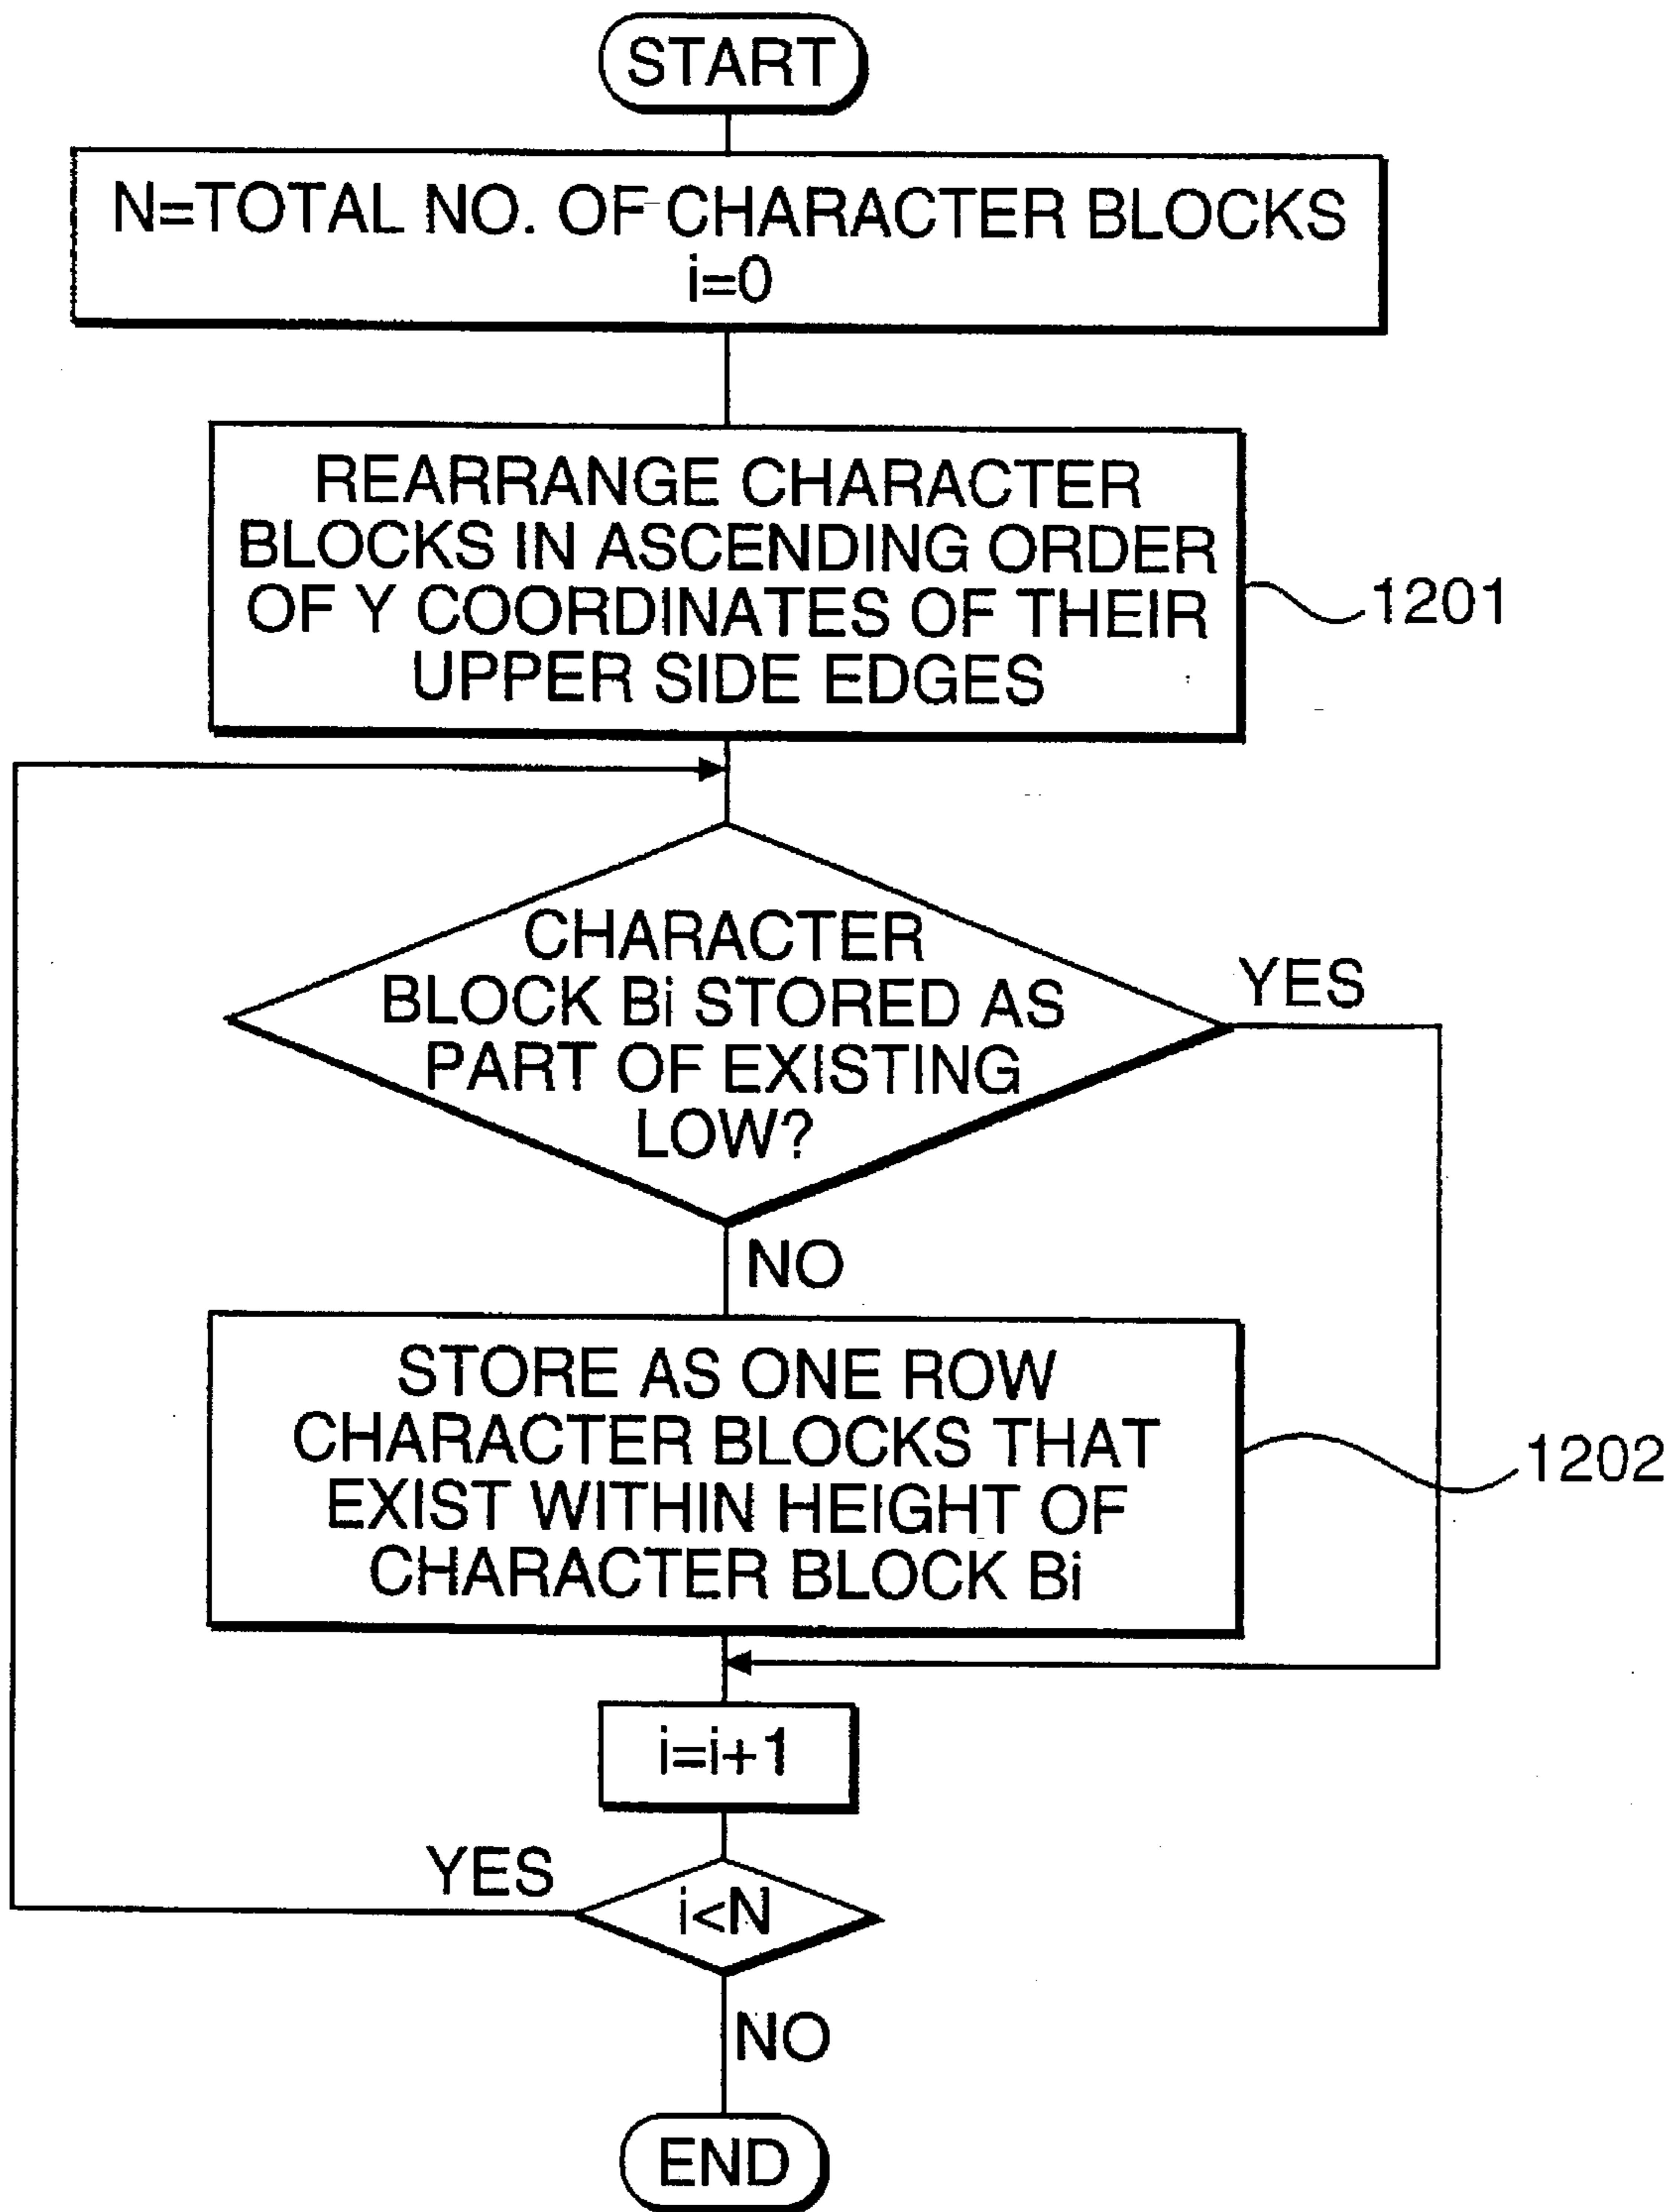 START
N=TOTAL NO. OF CHARACTER BLOCKS
i=0
REARRANGE CHARACTER
BLOCKS IN ASCENDING ORDER
OF Y COORDINATES OF THEIR
UPPER SIDE EDGES
1201
CHARACTER
BLOCK Bi STORED AS
PART OF EXISTING
LOW?
YES
NO
STORE AS ONE ROW
CHARACTER BLOCKS THAT
EXIST WITHIN HEIGHT OF
CHARACTER BLOCK Bi
1202
i=i+1
YES
i<N
NO
END